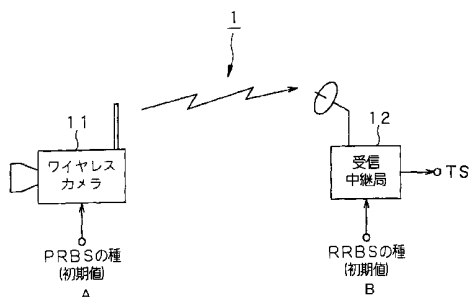 1
11
ワイヤレス
カメラ
PRBSの種
(初期値)
A
12
受信
中継局
TS
RRBSの種
(初期値)
B